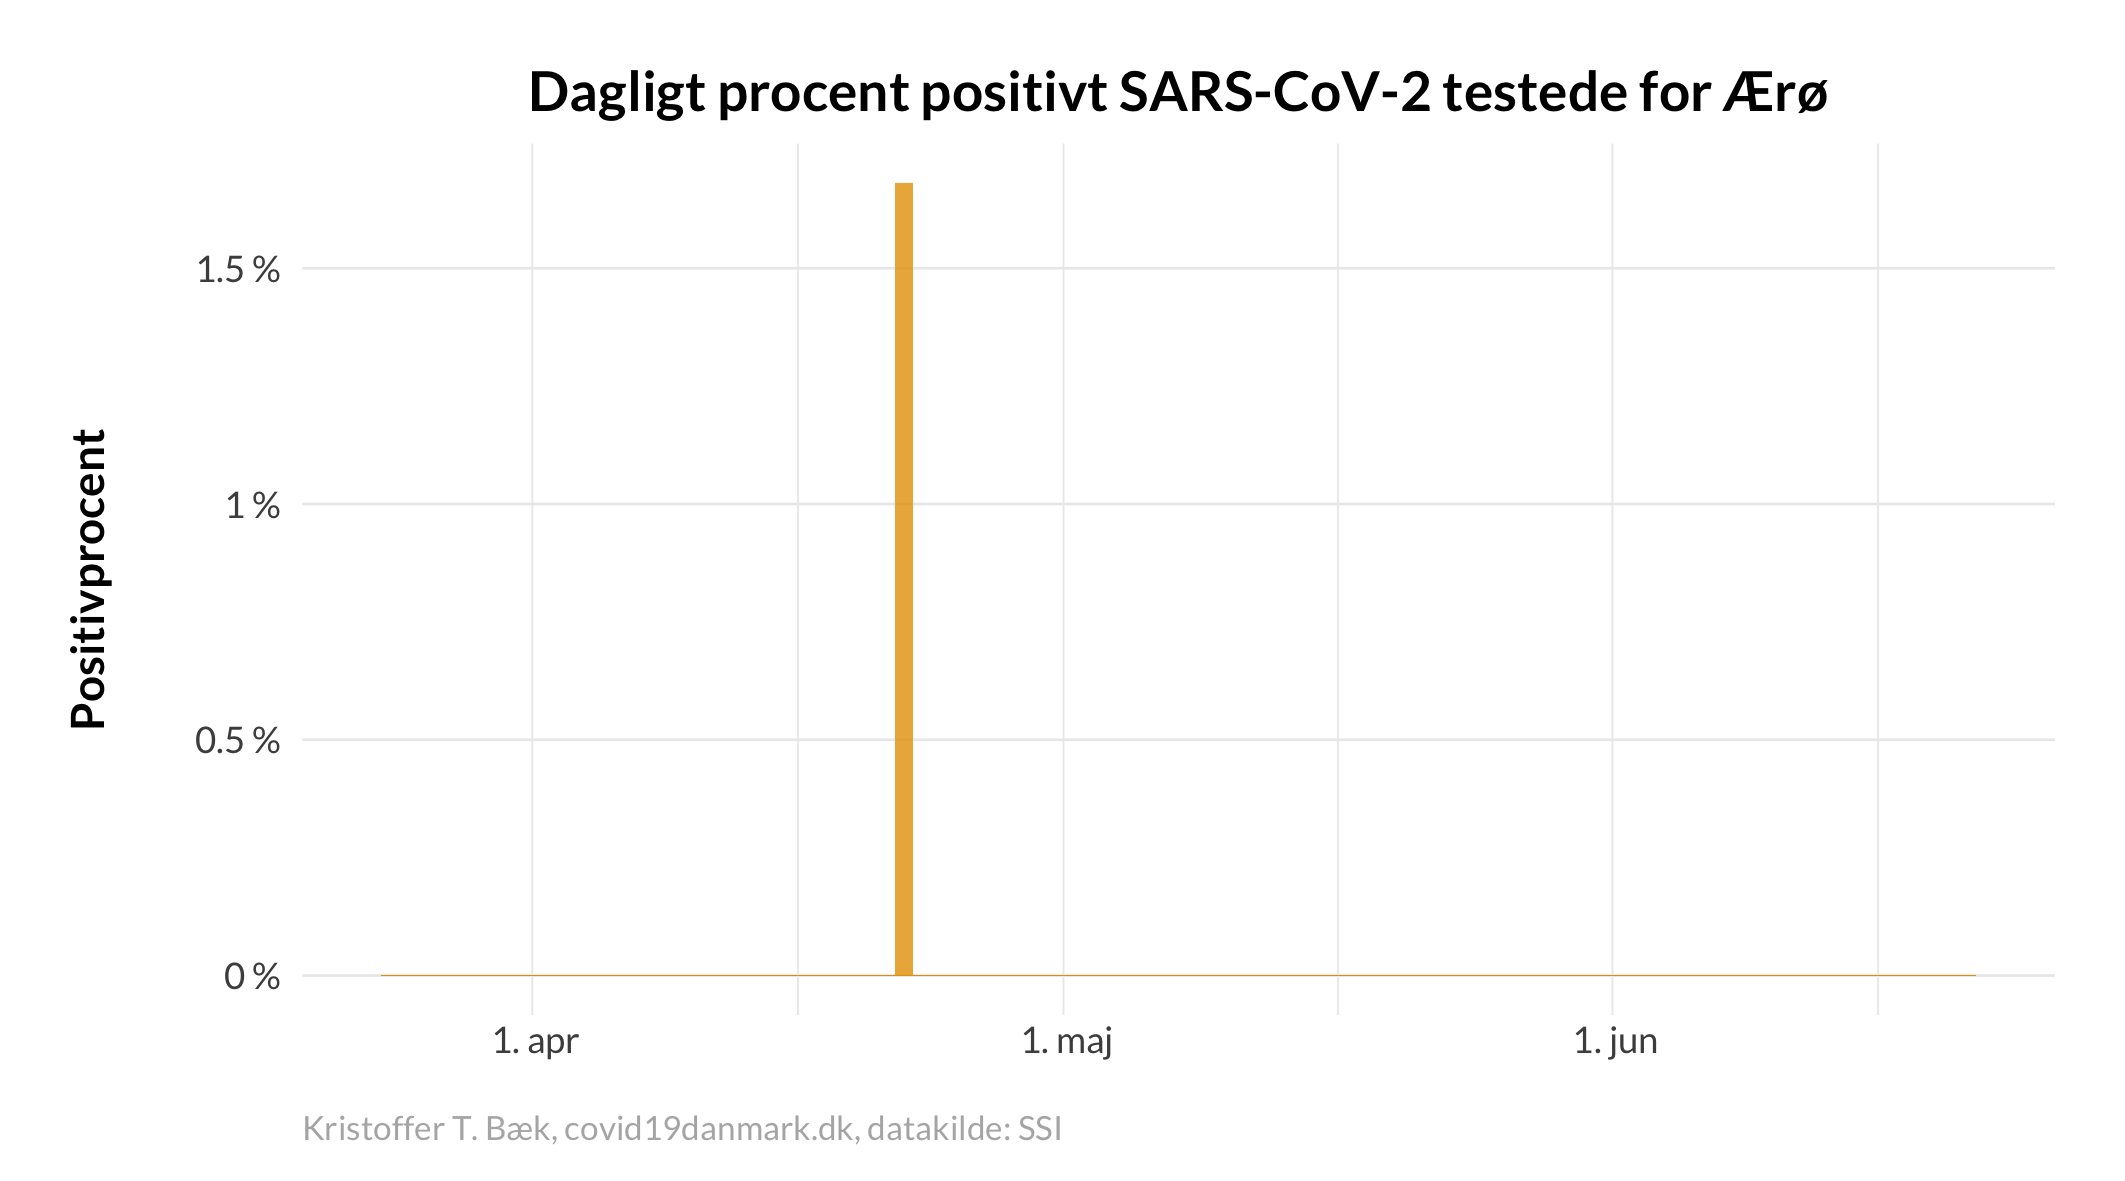 Dagligt procent positivt SARS-CoV-2 testede for Ærø
Positivprocent
1.5 %
1 %
0.5 %
0 %
1. apr
1. maj
1. jun
Kristoffer T. Bæk, covid19danmark.dk, datakilde: SSI